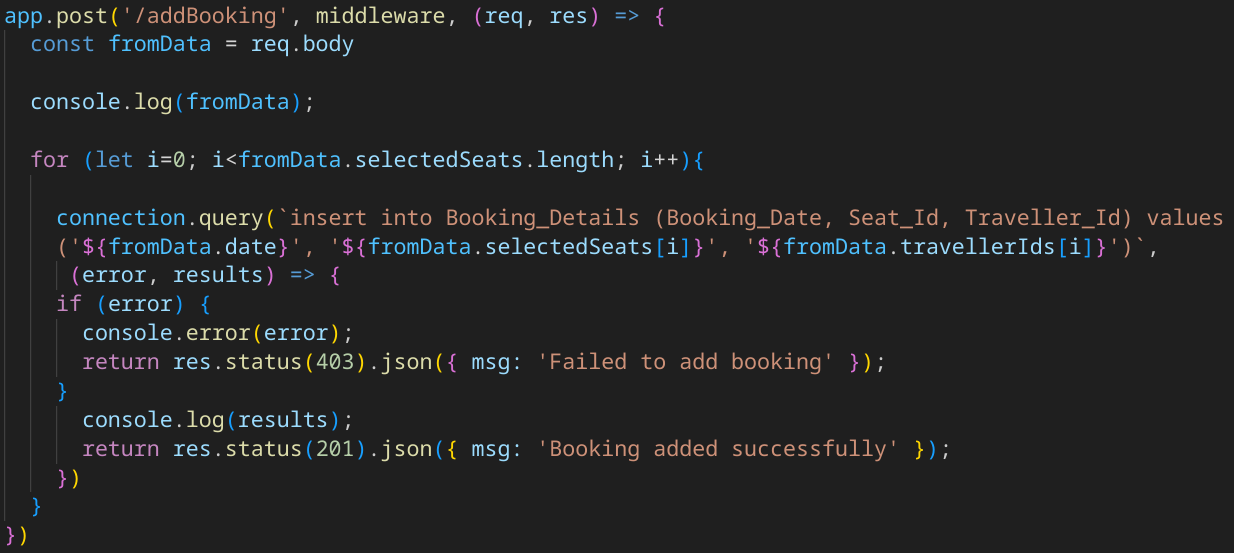 app.post('/addBooking', middleware, (req, res) => {
  const fromData = req.body

  console.log(fromData);

  for (let i=0; i<fromData.selectedSeats.length; i++){

    connection.query(`insert into Booking_Details (Booking_Date, Seat_Id, Traveller_Id) values
    ('${fromData.date}', '${fromData.selectedSeats[i]}', '${fromData.travellerIds[i]}')`,
     (error, results) => {
    if (error) {
      console.error(error);
      return res.status(403).json({ msg: 'Failed to add booking' });
    }
      console.log(results);
      return res.status(201).json({ msg: 'Booking added successfully' });
    })
  }
})